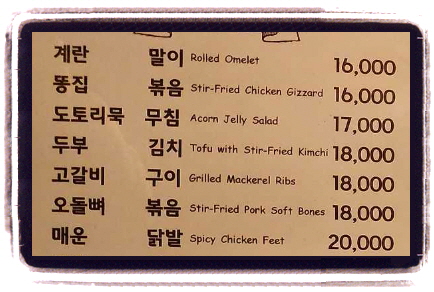 계란 말이 Rolled Omelet 16,000
똥집 볶음 Stir-Fried Chicken Gizzard 16,000
도토리묵 무침 Acorn Jelly Salad 17,000
두부 김치 Tofu with Stir-Fried Kimchi 18,000
고갈비 구이 Grilled Mackerel Ribs 18,000
오돌뼈 볶음 Stir-Fried Pork Soft Bones 18,000
매운 닭발 Spicy Chicken Feet 20,000